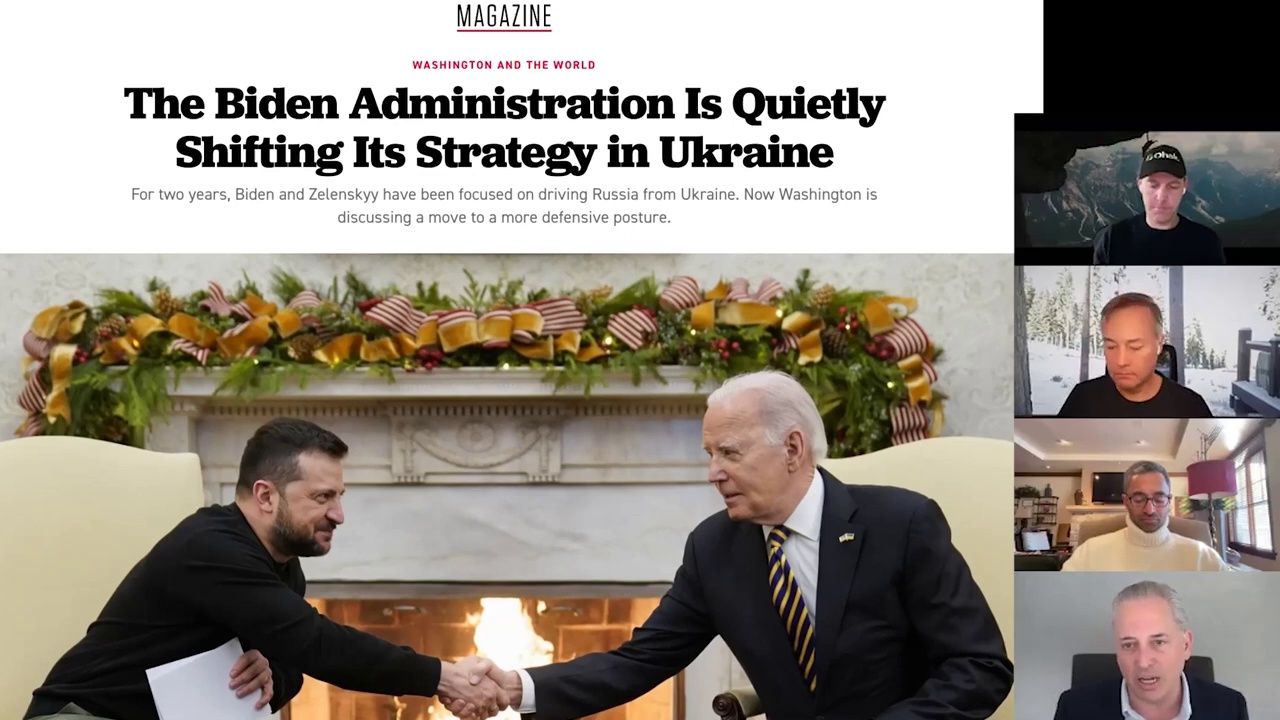 MAGAZINE
WASHINGTON AND THE WORLD
The Biden Administration Is Quietly
Shifting Its Strategy in Ukraine
For two years, Biden and Zelenskyy have been focused on driving Russia from Ukraine. Now Washington is
discussing a move to a more defensive posture.
Ohalo